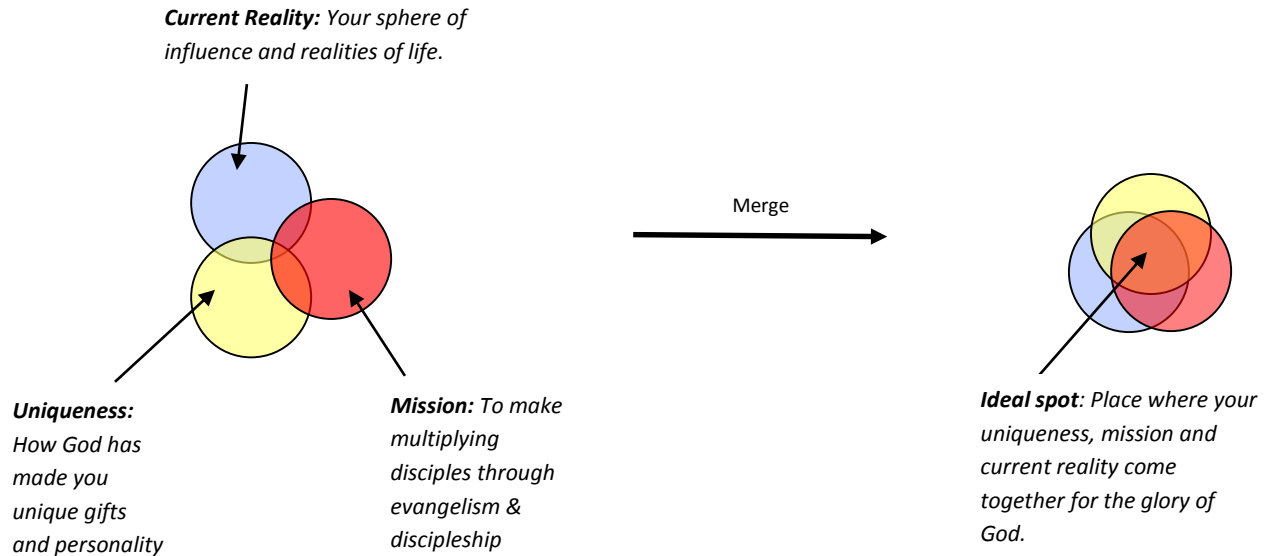 Current Reality: Your sphere of
influence and realities of life.
Merge
Uniqueness:
How God has
made you
unique gifts
and personality
Mission: To make
multiplying
disciples through
evangelism &
discipleship
Ideal spot: Place where your
uniqueness, mission and
current reality come
together for the glory of
God.